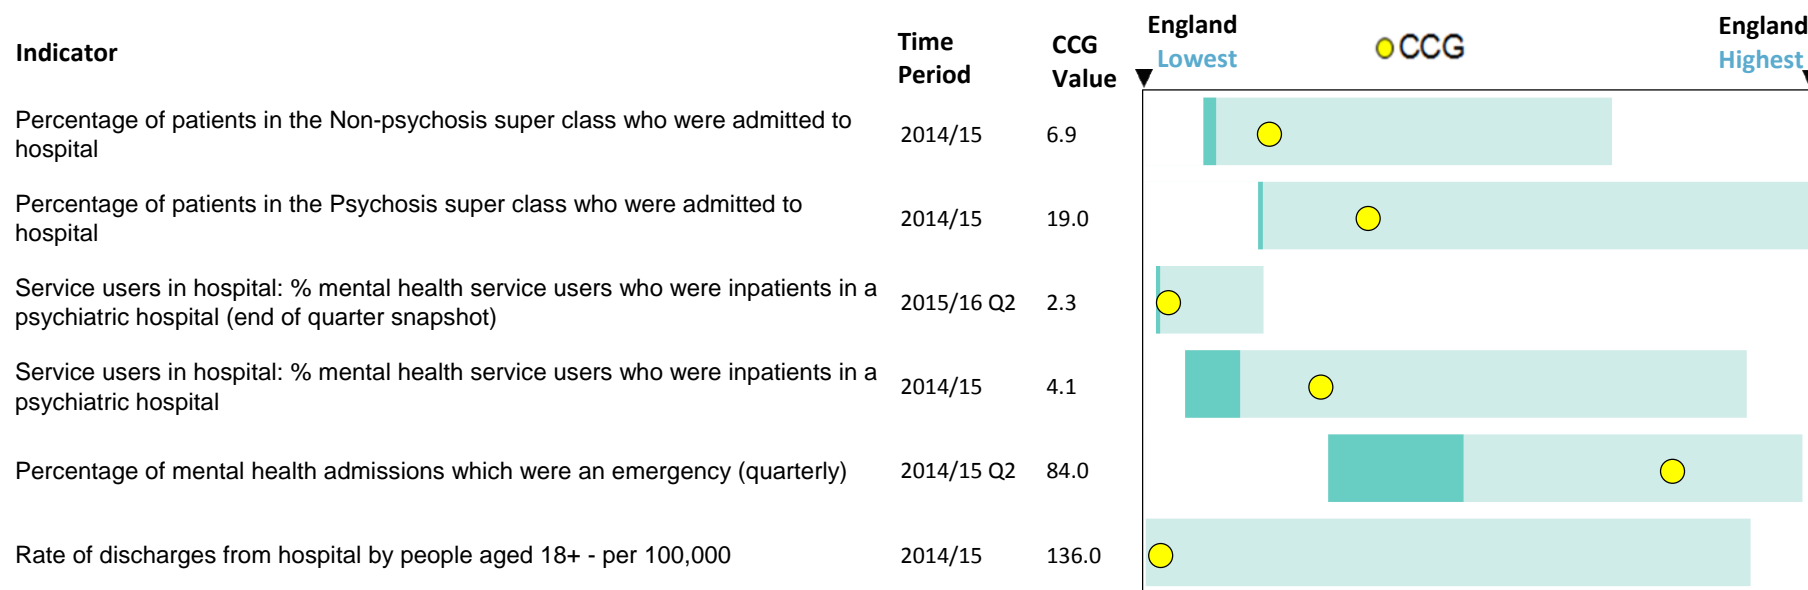 Indicator
Time Period
CCG Value
England Lowest
CCG
England Highest
Percentage of patients in the Non-psychosis super class who were admitted to
hospital
2014/15
6.9
Percentage of patients in the Psychosis super class who were admitted to
hospital
2014/15
19.0
Service users in hospital: % mental health service users who were inpatients in a
psychiatric hospital (end of quarter snapshot)
2015/16 Q2
2.3
Service users in hospital: % mental health service users who were inpatients in a
psychiatric hospital
2014/15
4.1
Percentage of mental health admissions which were an emergency (quarterly)
2014/15 Q2
84.0
Rate of discharges from hospital by people aged 18+ - per 100,000
2014/15
136.0